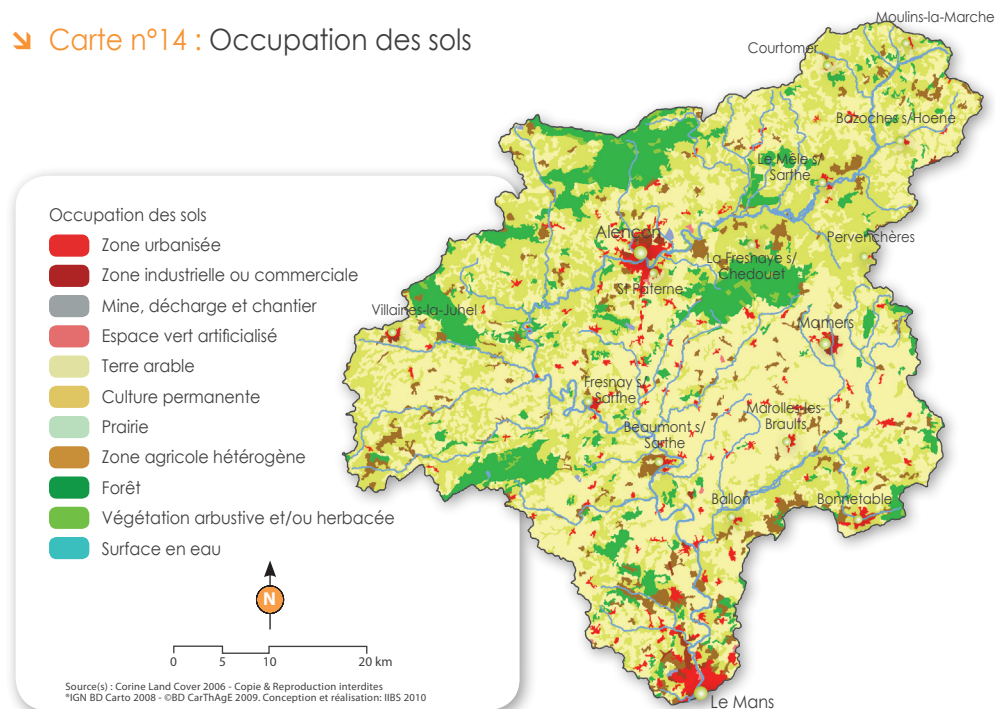 Carte n°14 : Occupation des sols
Moulins-la-Marche
Courtomer
Bazoches s/Hoene
Le Mêle s/
Sarthe
Alençon
Pervenchères
La Fresnaye s/
Chedouet
St Paterne
Villaines-la-Juhel
Mamers
Fresnay s/
Sarthe
Marolles-les-
Braults
Beaumont s/
Sarthe
Ballon
Bonnetable
Le Mans
Occupation des sols
Zone urbanisée
Zone industrielle ou commerciale
Mine, décharge et chantier
Espace vert artificialisé
Terre arable
Culture permanente
Prairie
Zone agricole hétérogène
Forêt
Végétation arbustive et/ou herbacée
Surface en eau
N
0 5 10 20 km
Source(s) : Corine Land Cover 2006 - Copie & Reproduction interdites
*IGN BD Carto 2008 - ©BD CarThAgE 2009. Conception et réalisation: IIBS 2010